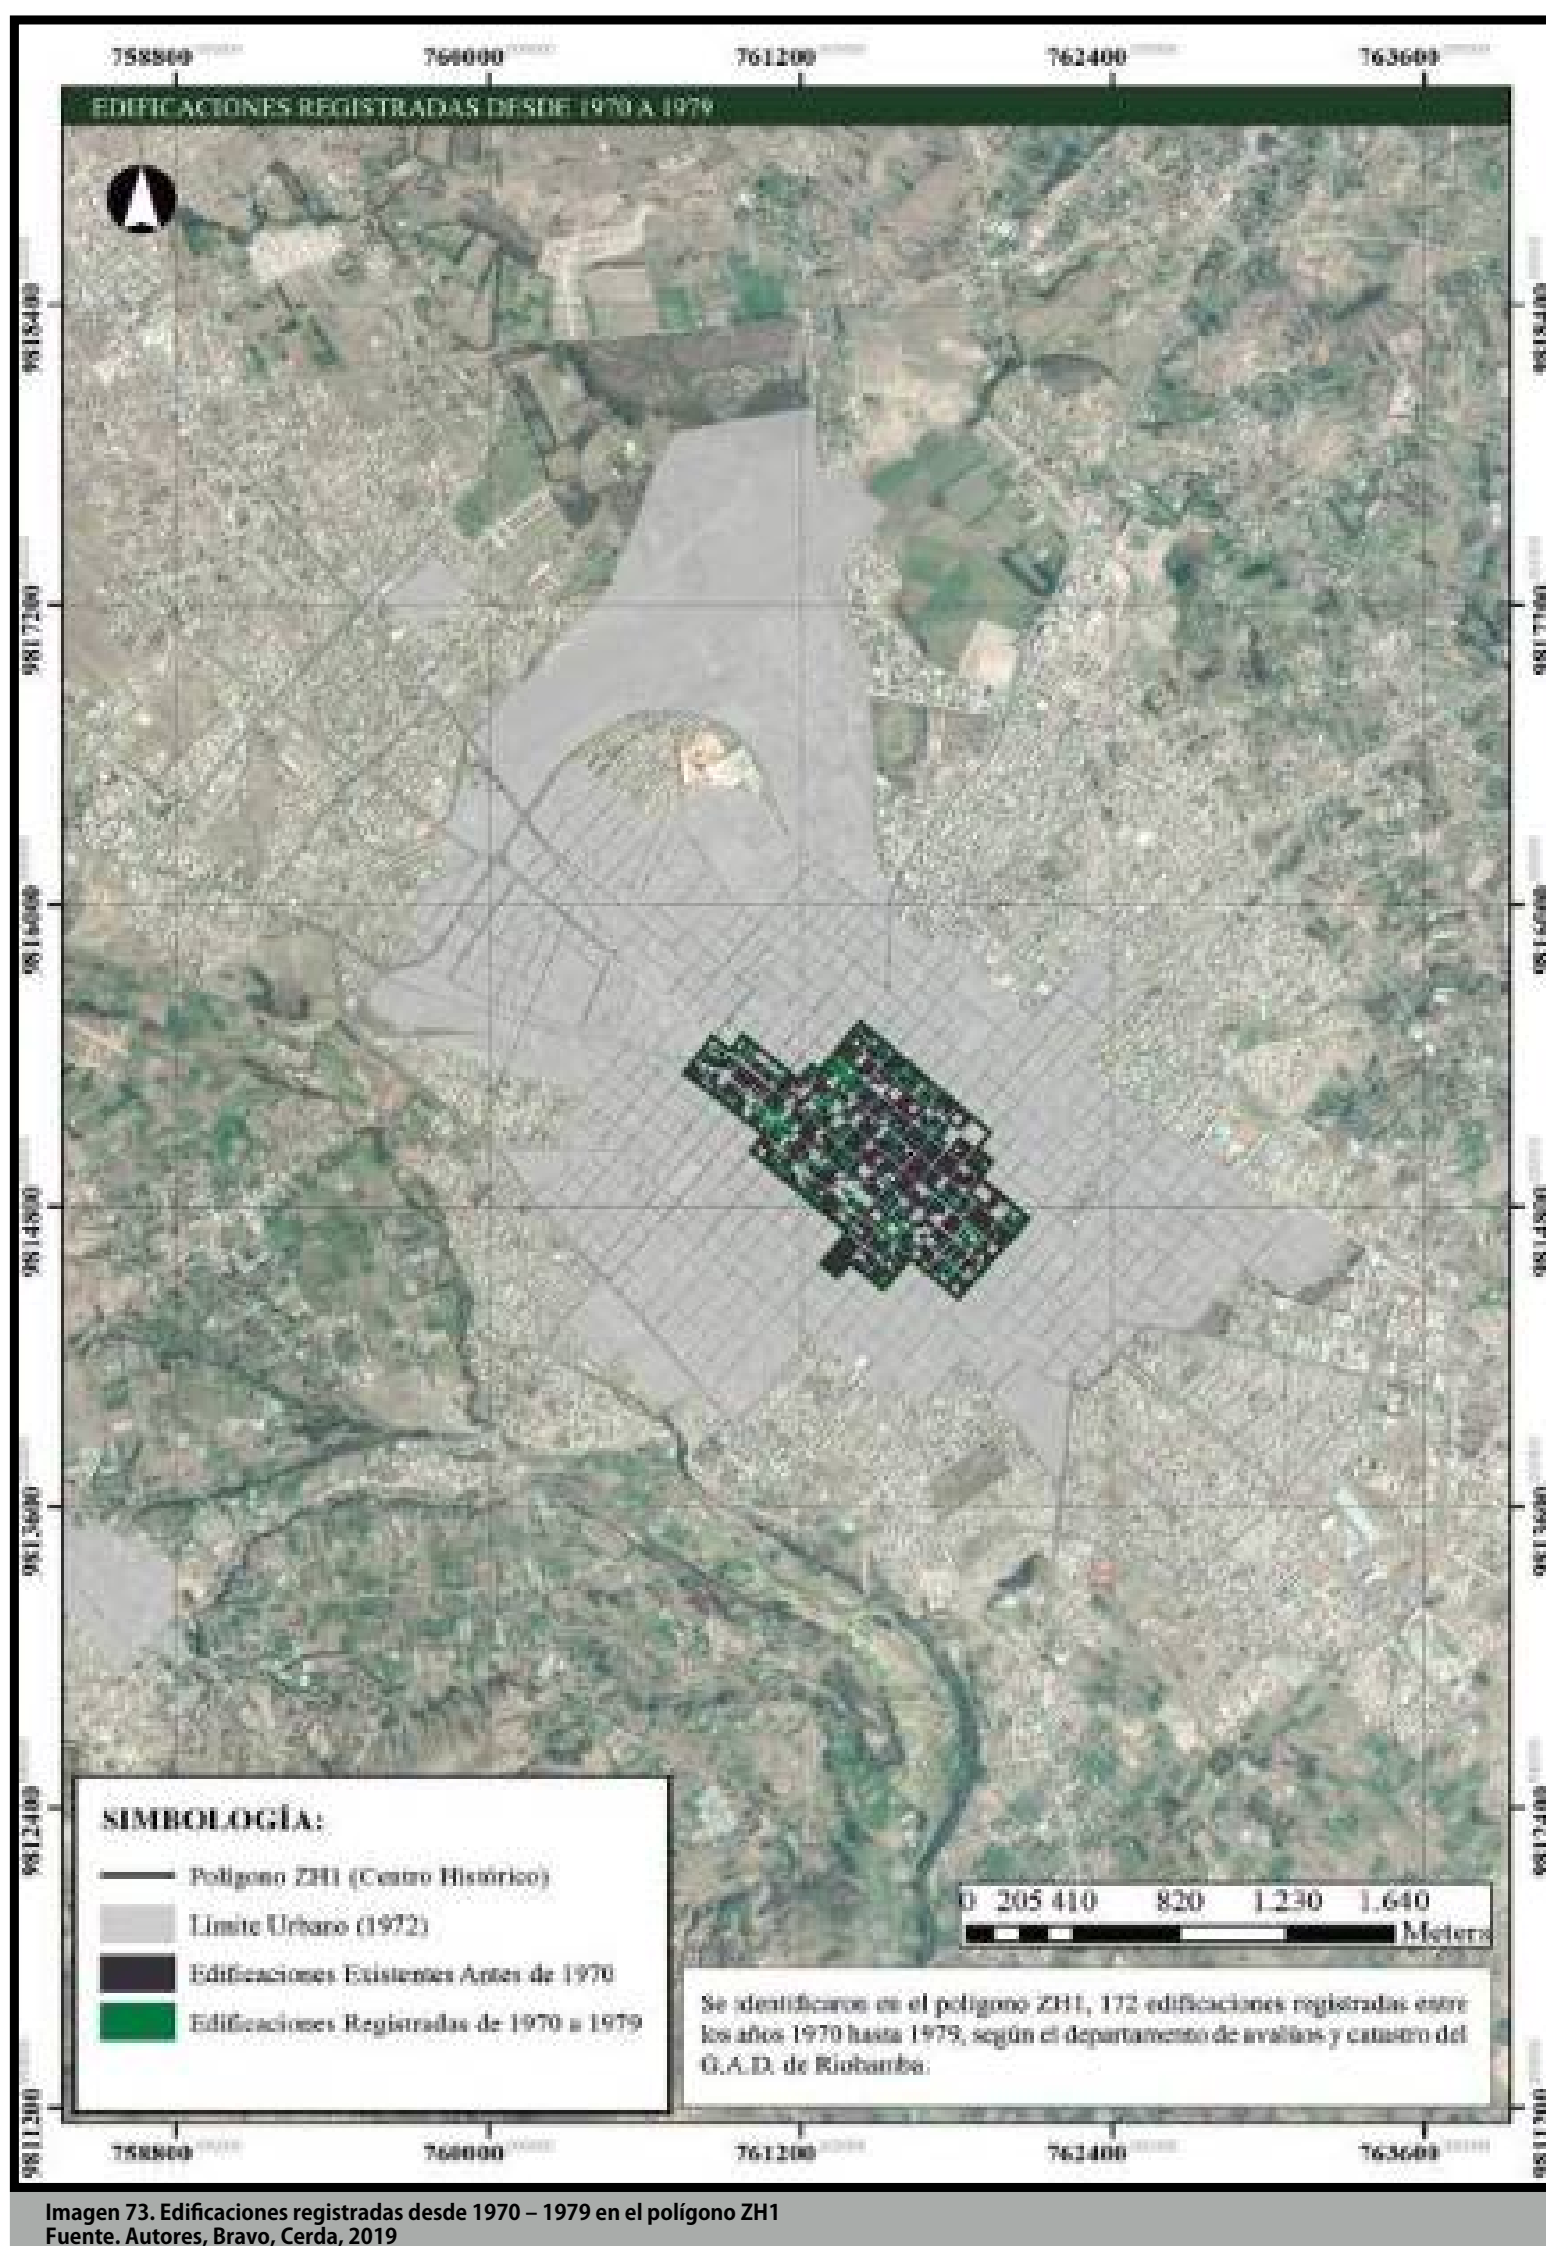 758800 760000 761200 762400 763600
EDIFICACIONES REGISTRADAS DESDE 1970 A 1979
9818400
9817200
9816000
9814800
9813600
9812400
9811200
SIMBOLOGÍA:
Polígono ZH1 (Centro Histórico)
Límite Urbano (1972)
Edificaciones Existentes Antes de 1970
Edificaciones Registradas de 1970 a 1979
0 205 410 820 1.230 1.640
Meters
Se identificaron en el polígono ZH1, 172 edificaciones registradas entre
los años 1970 hasta 1979, según el departamento de avalúos y catastro del
G.A.D. de Riobamba.
758800 760000 761200 762400 763600
Imagen 73. Edificaciones registradas desde 1970 – 1979 en el polígono ZH1
Fuente. Autores, Bravo, Cerda, 2019